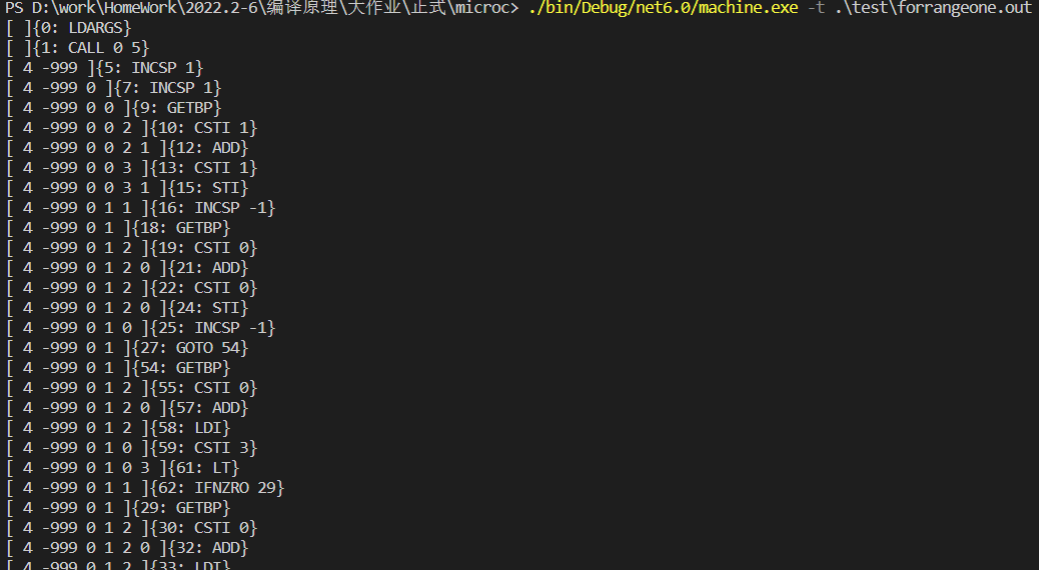 PS D:\work\HomeWork\2022.2-6\编译原理\大作业\正式\microc> ./bin/Debug/net6.0/machine.exe -t .\test\forrangeone.out
[ ]{0: LDARGS}
[ ]{1: CALL 0 5}
[ 4 -999 ]{5: INCSP 1}
[ 4 -999 0 ]{7: INCSP 1}
[ 4 -999 0 0 ]{9: GETBP}
[ 4 -999 0 0 2 ]{10: CSTI 1}
[ 4 -999 0 0 2 1 ]{12: ADD}
[ 4 -999 0 0 3 ]{13: CSTI 1}
[ 4 -999 0 0 3 1 ]{15: STI}
[ 4 -999 0 1 1 ]{16: INCSP -1}
[ 4 -999 0 1 ]{18: GETBP}
[ 4 -999 0 1 2 ]{19: CSTI 0}
[ 4 -999 0 1 2 0 ]{21: ADD}
[ 4 -999 0 1 2 ]{22: CSTI 0}
[ 4 -999 0 1 2 0 ]{24: STI}
[ 4 -999 0 1 0 ]{25: INCSP -1}
[ 4 -999 0 1 ]{27: GOTO 54}
[ 4 -999 0 1 ]{54: GETBP}
[ 4 -999 0 1 2 ]{55: CSTI 0}
[ 4 -999 0 1 2 0 ]{57: ADD}
[ 4 -999 0 1 2 ]{58: LDI}
[ 4 -999 0 1 0 ]{59: CSTI 3}
[ 4 -999 0 1 0 3 ]{61: LT}
[ 4 -999 0 1 1 ]{62: IFNZRO 29}
[ 4 -999 0 1 ]{29: GETBP}
[ 4 -999 0 1 2 ]{30: CSTI 0}
[ 4 -999 0 1 2 0 ]{32: ADD}
[ 4 -999 0 1 2 ]{33: LDI}